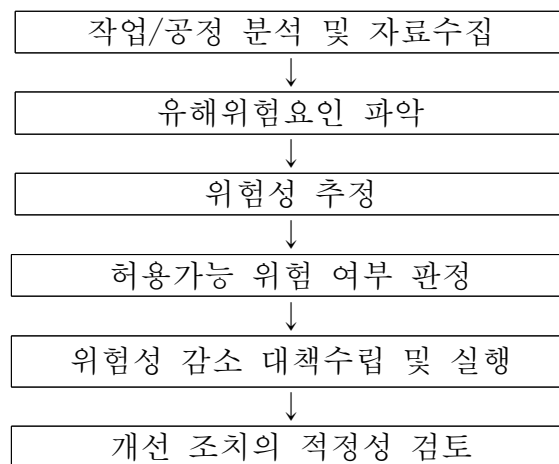 작업/공정 분석 및 자료수집
유해위험요인 파악
위험성 추정
허용가능 위험 여부 판정
위험성 감소 대책수립 및 실행
개선 조치의 적정성 검토